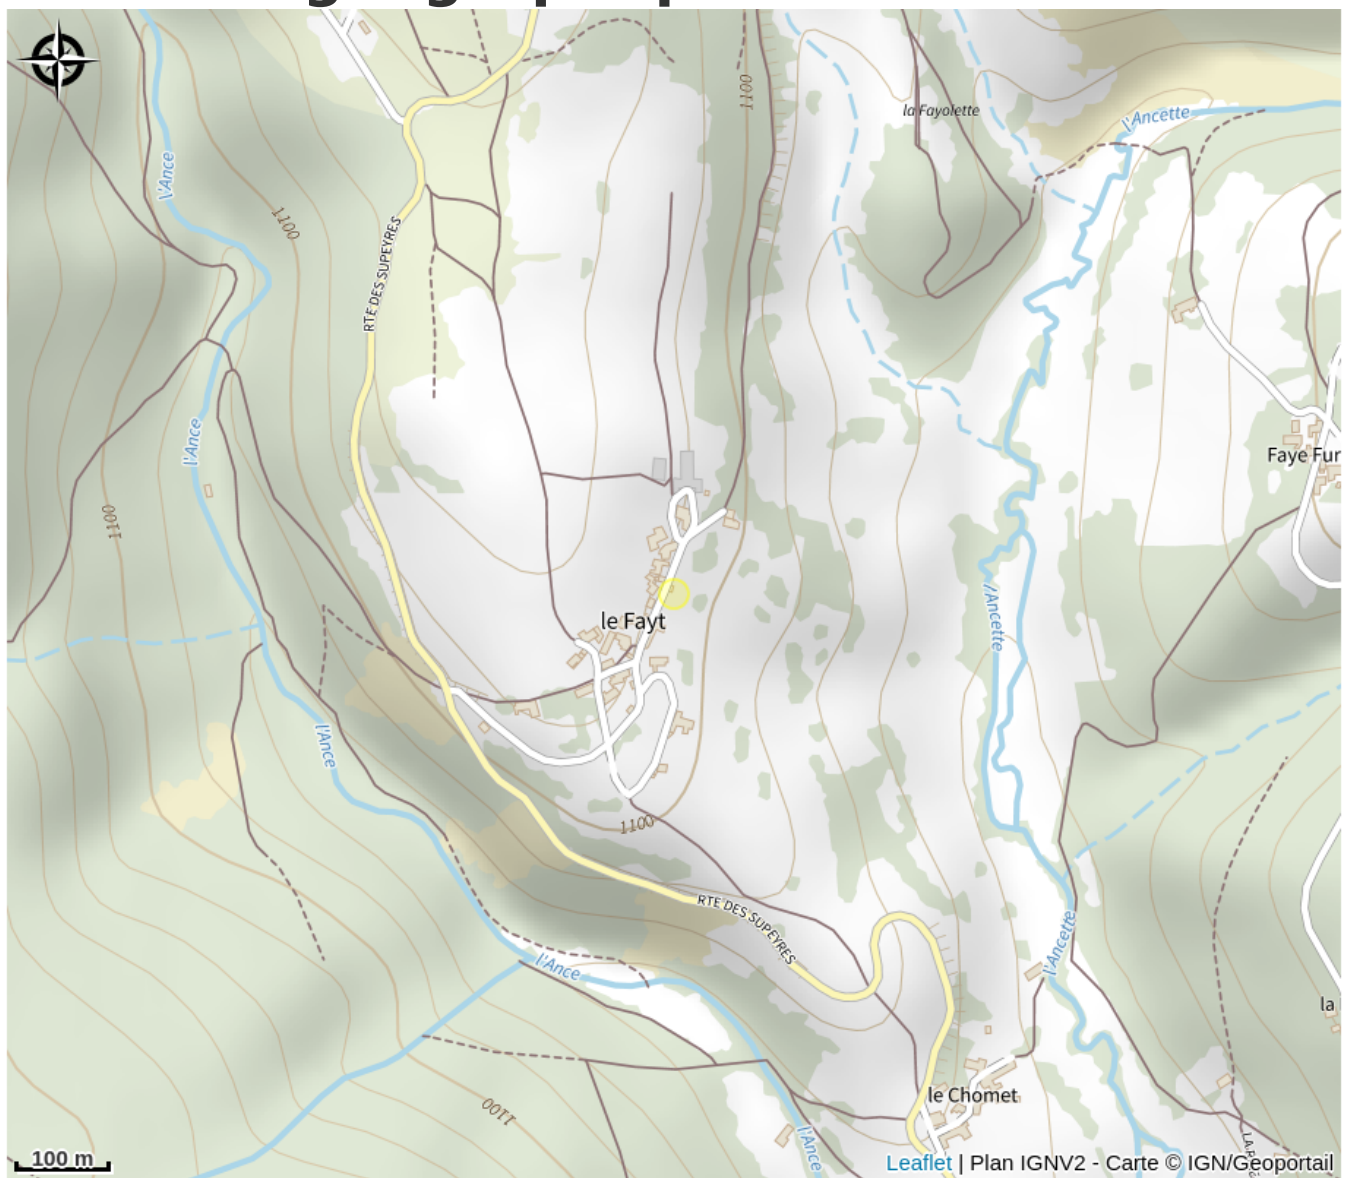 1100
la Fayolette
l'Ancette
l'Ance
1100
RTE DES SUPEYRES
l'Ance
Faye
1100
l'Ancette
le Fayt
l'Ance
1100
RTE DES SUPEYRES
l'Ancette
l'Ance
la
1100
le Chomet
l'Ance
100 m
Leaflet | Plan IGNV2 - Carte © IGN/Geoportail